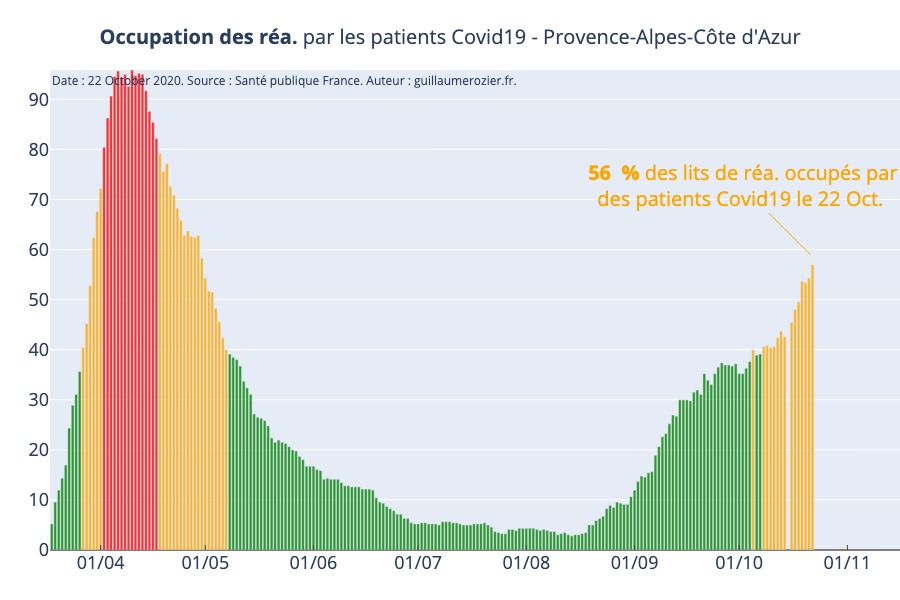 Occupation des réa. par les patients Covid19 - Provence-Alpes-Côte d'Azur
Date : 22 October 2020. Source : Santé publique France. Auteur : guillaumerozier.fr.
90
80
70
60
50
40
30
20
10
0
56 % des lits de réa. occupés par
des patients Covid19 le 22 Oct.
01/04 01/05 01/06 01/07 01/08 01/09 01/10 01/11